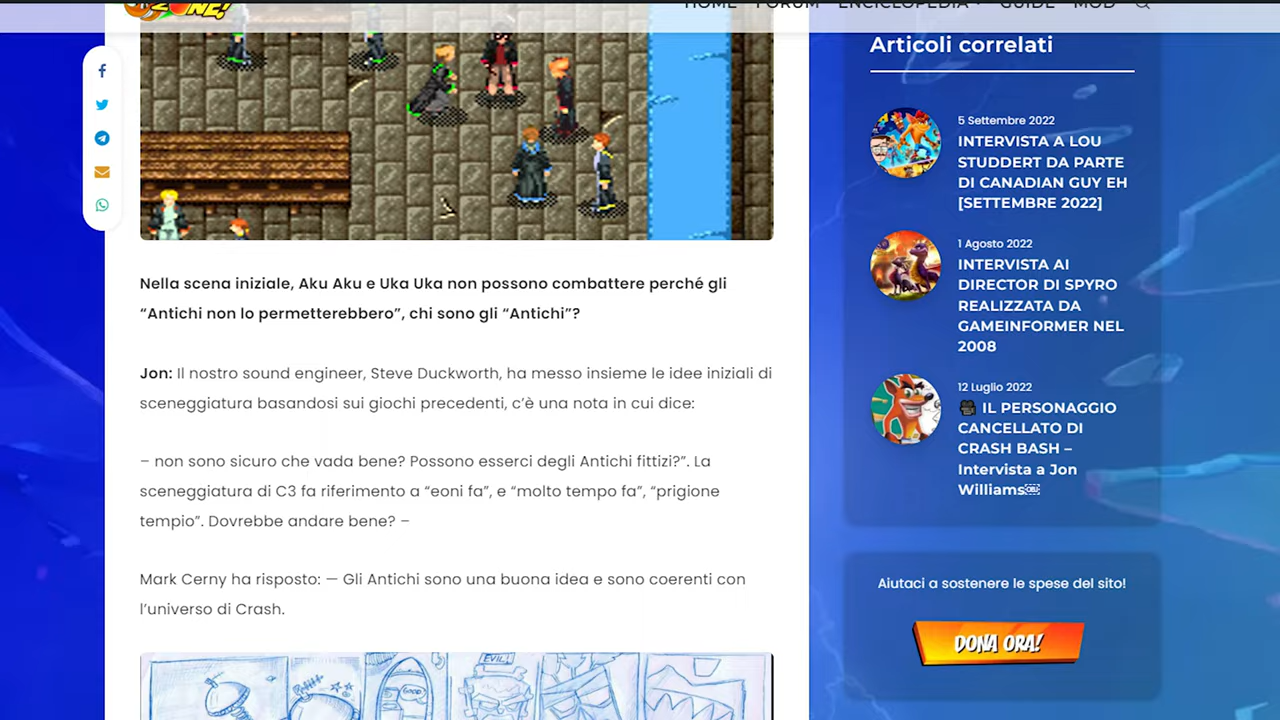 ZONE!
HOME FORUM ENCICLOPEDIA GUIDE MOD
Nella scena iniziale, Aku Aku e Uka Uka non possono combattere perché gli
“Antichi non lo permetterebbero”, chi sono gli “Antichi”?
Jon: Il nostro sound engineer, Steve Duckworth, ha messo insieme le idee iniziali di
sceneggiatura basandosi sui giochi precedenti, c’è una nota in cui dice:
– non sono sicuro che vada bene? Possono esserci degli Antichi fittizi?”. La
sceneggiatura di C3 fa riferimento a “eoni fa”, e “molto tempo fa”, “prigione
tempio”. Dovrebbe andare bene? –
Mark Cerny ha risposto: — Gli Antichi sono una buona idea e sono coerenti con
l’universo di Crash.
EVIL!
GOOD
Articoli correlati
5 Settembre 2022
INTERVISTA A LOU
STUDDERT DA PARTE
DI CANADIAN GUY EH
[SETTEMBRE 2022]
1 Agosto 2022
INTERVISTA AI
DIRECTOR DI SPYRO
REALIZZATA DA
GAMEINFORMER NEL
2008
12 Luglio 2022
IL PERSONAGGIO
CANCELLATO DI
CRASH BASH –
Intervista a Jon
Williams
Aiutaci a sostenere le spese del sito!
DONA ORA!